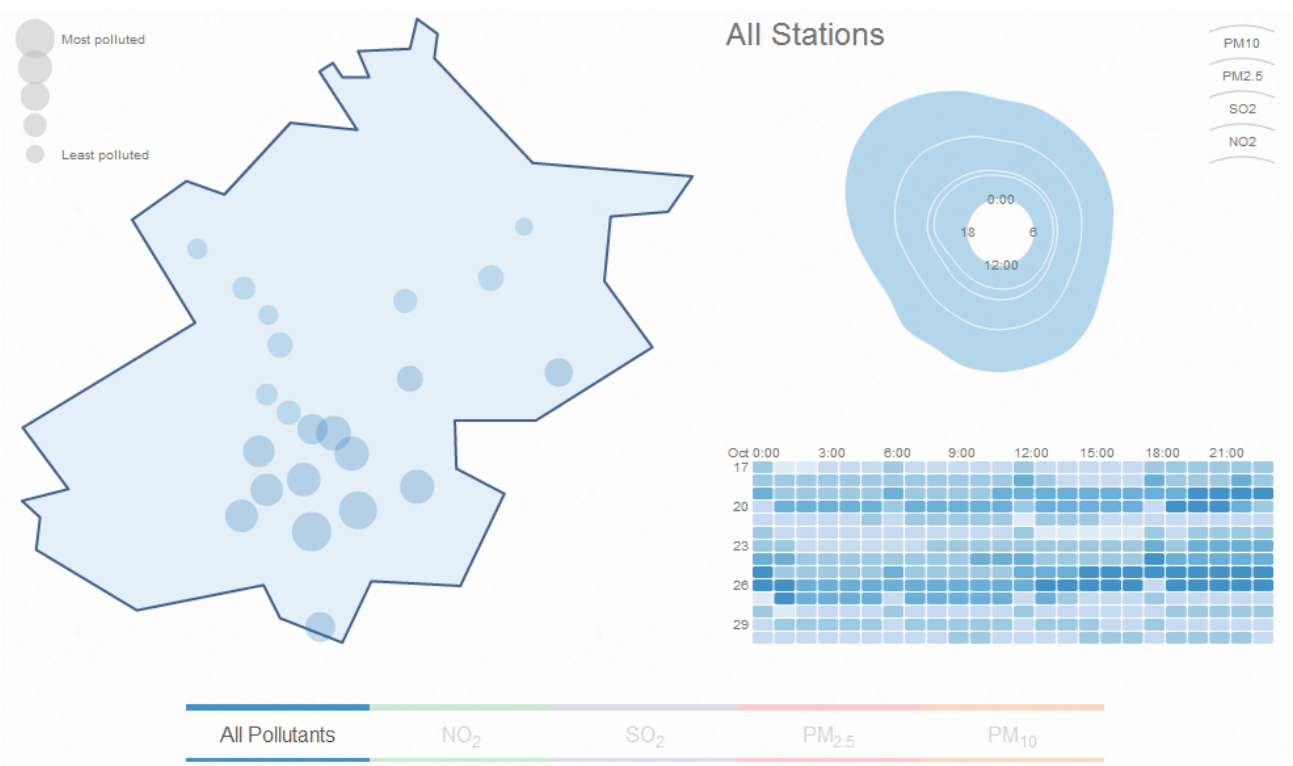 Most polluted
Least polluted
All Stations
PM10
PM2.5
SO2
NO2
0:00
18 6
12:00
Oct 0:00 3:00 6:00 9:00 12:00 15:00 18:00 21:00
17
20
23
26
29
All Pollutants NO2 SO2 PM2.5 PM10